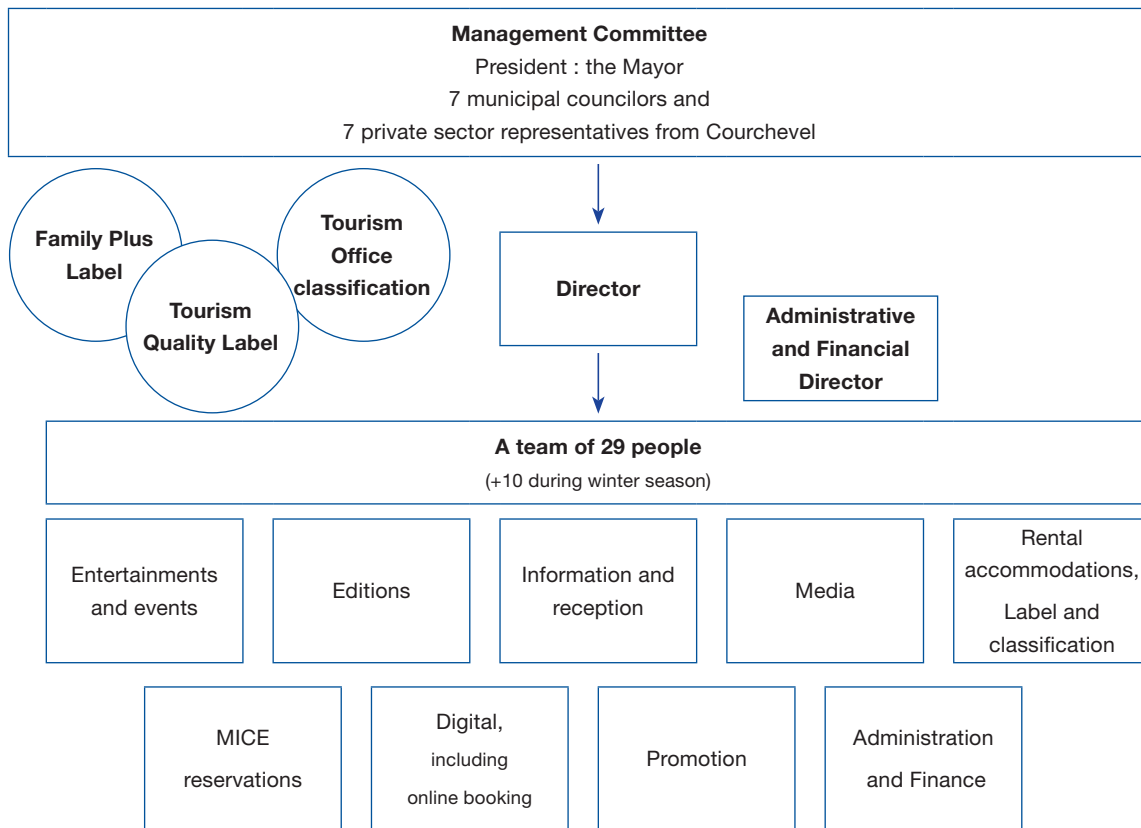 Management Committee
President : the Mayor
7 municipal councilors and
7 private sector representatives from Courchevel
Family Plus
Label
Tourism
Quality Label
Tourism
Office
classification
Director
Administrative
and Financial
Director
A team of 29 people
(+10 during winter season)
Entertainments
and events
Editions
Information and
reception
Media
Rental
accommodations,
Label and
classification
MICE
reservations
Digital,
including
online booking
Promotion
Administration
and Finance